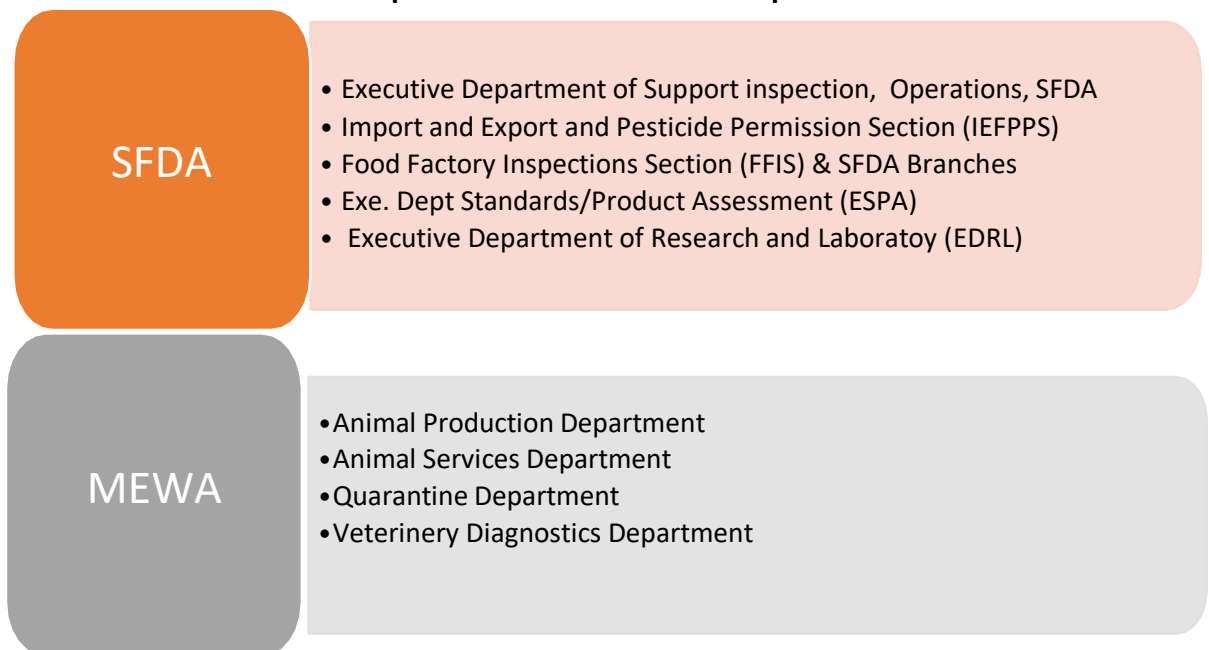 SFDA
• Executive Department of Support inspection, Operations, SFDA
• Import and Export and Pesticide Permission Section (IEFPPS)
• Food Factory Inspections Section (FFIS) & SFDA Branches
• Exe. Dept Standards/Product Assessment (ESPA)
• Executive Department of Research and Laboratoy (EDRL)
MEWA
•Animal Production Department
•Animal Services Department
•Quarantine Department
•Veterinery Diagnostics Department